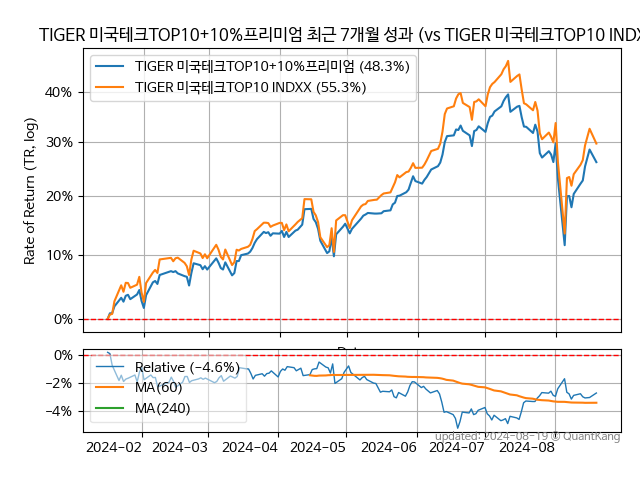 TIGER 미국테크TOP10+10%프리미엄 최근 7개월 성과 (vs TIGER 미국테크TOP10 INDX
TIGER 미국테크TOP10+10%프리미엄 (48.3%)
TIGER 미국테크TOP10 INDXX (55.3%)
Rate of Return (TR, log)
40%
30%
20%
10%
0%
0%
−2%
−4%
Relative (−4.6%)
MA(60)
MA(240)
2024-02
2024-03
2024-04
2024-05
2024-06
2024-07
2024-08
updated: 2024-08-19 © QuantKang